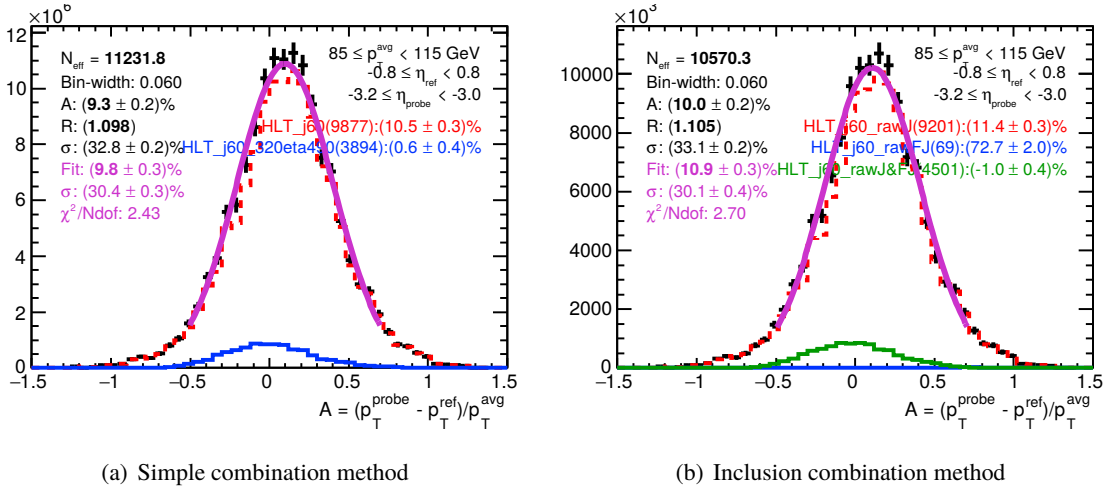 ×10⁶
12
10
8
6
4
2
0
−1.5
−1
−0.5
0
0.5
1
1.5
N_eff = 11231.8
Bin-width: 0.060
A: (9.3 ± 0.2)%
R: (1.098)
σ: (32.8 ± 0.2)%
Fit: (9.8 ± 0.3)%
σ: (30.4 ± 0.3)%
χ²/Ndof: 2.43
85 ≤ p_T^avg < 115 GeV
-0.8 ≤ η_ref < 0.8
-3.2 ≤ η_probe < -3.0
HLT_j60(9877):(10.5 ± 0.3)%
HLT_j60_320eta490(3894):(0.6 ± 0.4)%
A = (p_T^probe - p_T^ref)/p_T^avg
(a) Simple combination method
×10³
10000
8000
6000
4000
2000
0
−1.5
−1
−0.5
0
0.5
1
1.5
N_eff = 10570.3
Bin-width: 0.060
A: (10.0 ± 0.2)%
R: (1.105)
σ: (33.1 ± 0.2)%
Fit: (10.9 ± 0.3)%
σ: (30.1 ± 0.4)%
χ²/Ndof: 2.70
85 ≤ p_T^avg < 115 GeV
-0.8 ≤ η_ref < 0.8
-3.2 ≤ η_probe < -3.0
HLT_j60_rawJ(9201):(11.4 ± 0.3)%
HLT_j60_rawFJ(69):(72.7 ± 2.0)%
HLT_j60_rawJ&FJ(4501):(-1.0 ± 0.4)%
A = (p_T^probe - p_T^ref)/p_T^avg
(b) Inclusion combination method